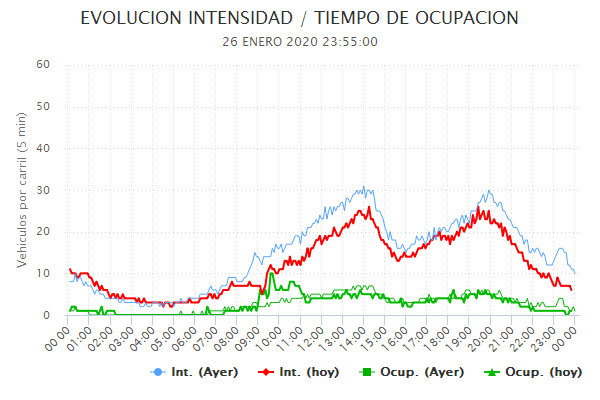 EVOLUCION INTENSIDAD / TIEMPO DE OCUPACION
26 ENERO 2020 23:55:00
Vehiculos por carril (5 min)
60
50
40
30
20
10
0
00:00 01:00 02:00 03:00 04:00 05:00 06:00 07:00 08:00 09:00 10:00 11:00 12:00 13:00 14:00 15:00 16:00 17:00 18:00 19:00 20:00 21:00 22:00 23:00 00:00
Int. (Ayer) Int. (hoy) Ocup. (Ayer) Ocup. (hoy)